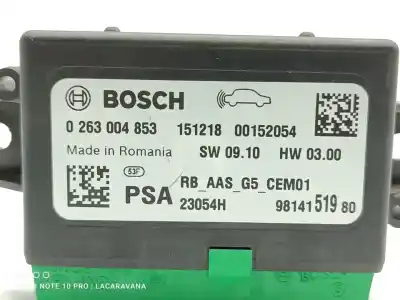 BOSCH
0 263 004 853 151218 00152054
Made in Romania SW 09.10 HW 03.00
53F RB_AAS_G5_CEM01
PSA 23054H 98141519 80
NOTE 10 PRO | LACARAVANA